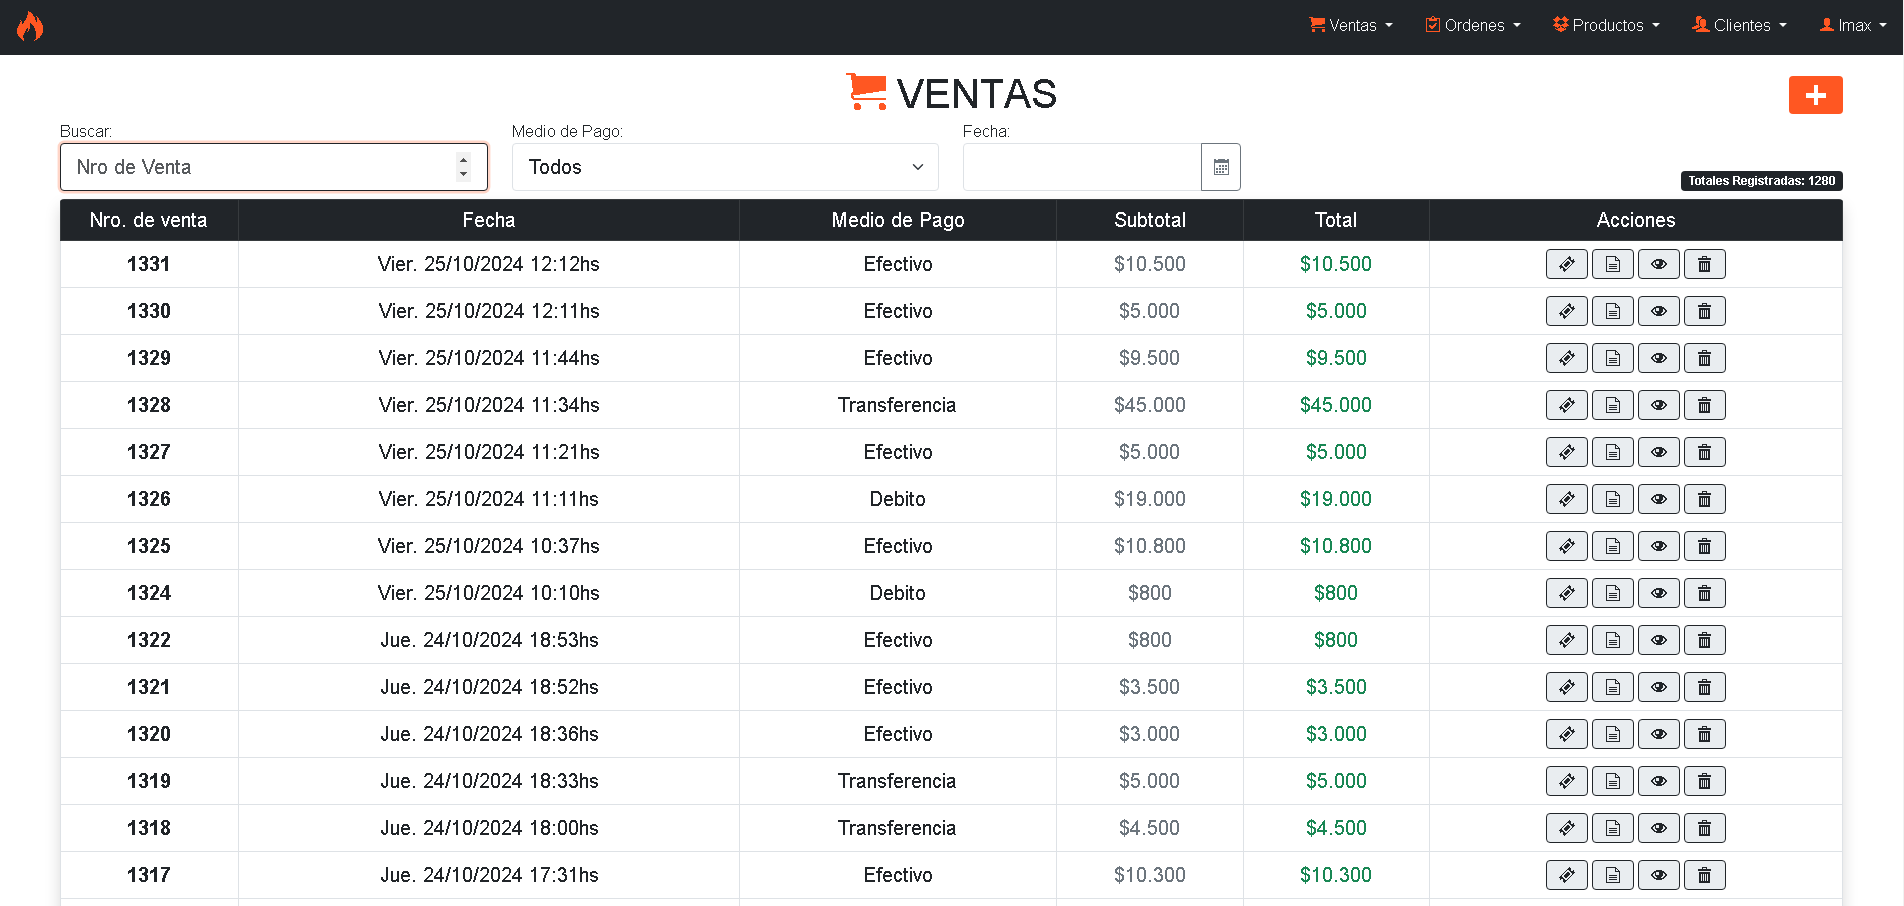 Ventas Ordenes Productos Clientes Imax
VENTAS
Buscar: Medio de Pago: Fecha:
Nro de Venta Todos
Totales Registradas: 1280
Nro. de venta Fecha Medio de Pago Subtotal Total Acciones
1331 Vier. 25/10/2024 12:12hs Efectivo $10.500 $10.500
1330 Vier. 25/10/2024 12:11hs Efectivo $5.000 $5.000
1329 Vier. 25/10/2024 11:44hs Efectivo $9.500 $9.500
1328 Vier. 25/10/2024 11:34hs Transferencia $45.000 $45.000
1327 Vier. 25/10/2024 11:21hs Efectivo $5.000 $5.000
1326 Vier. 25/10/2024 11:11hs Debito $19.000 $19.000
1325 Vier. 25/10/2024 10:37hs Efectivo $10.800 $10.800
1324 Vier. 25/10/2024 10:10hs Debito $800 $800
1322 Jue. 24/10/2024 18:53hs Efectivo $800 $800
1321 Jue. 24/10/2024 18:52hs Efectivo $3.500 $3.500
1320 Jue. 24/10/2024 18:36hs Efectivo $3.000 $3.000
1319 Jue. 24/10/2024 18:33hs Transferencia $5.000 $5.000
1318 Jue. 24/10/2024 18:00hs Transferencia $4.500 $4.500
1317 Jue. 24/10/2024 17:31hs Efectivo $10.300 $10.300